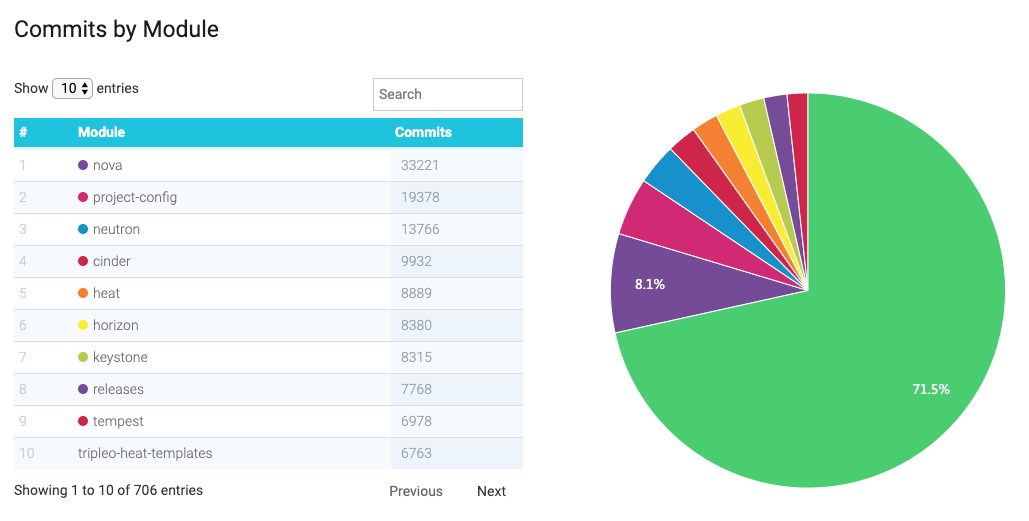 Commits by Module
Show 10 entries
Search
# Module Commits
1 nova 33221
2 project-config 19378
3 neutron 13766
4 cinder 9932
5 heat 8889
6 horizon 8380
7 keystone 8315
8 releases 7768
9 tempest 6978
10 tripleo-heat-templates 6763
Showing 1 to 10 of 706 entries
Previous Next
8.1%
71.5%